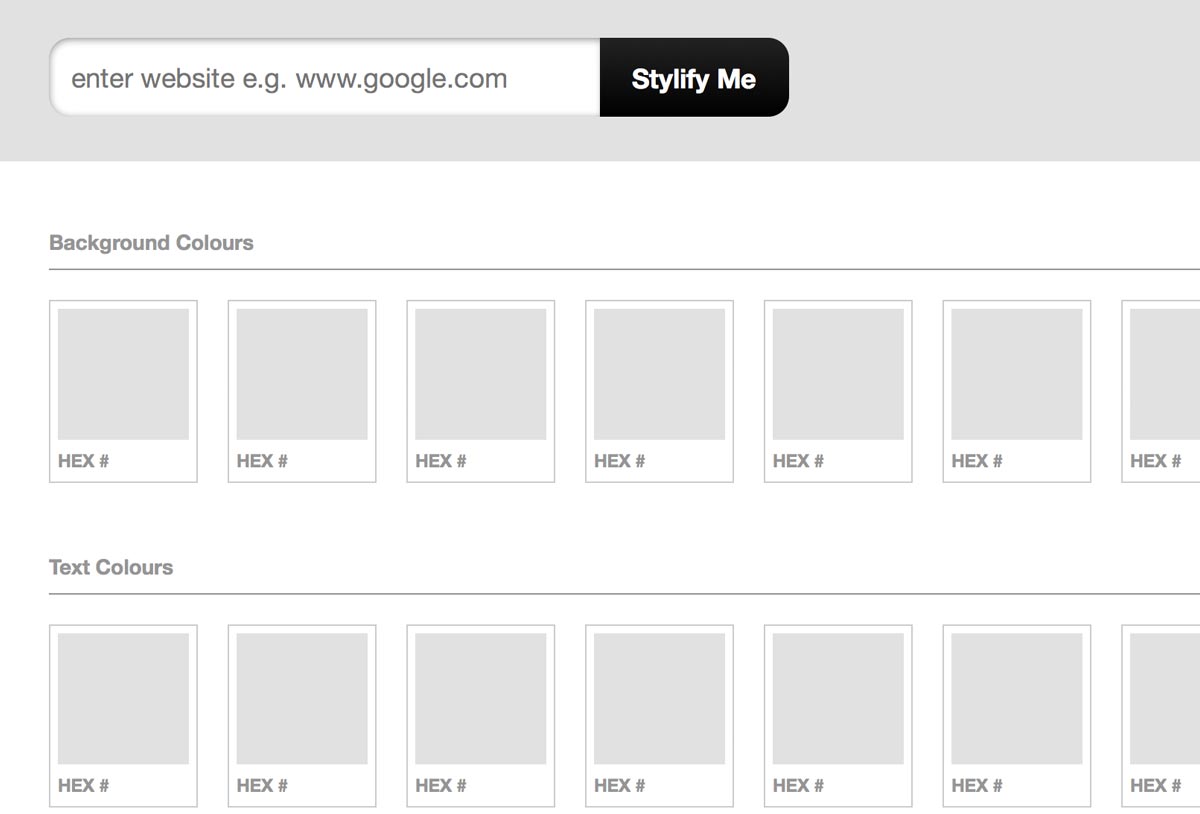 enter website e.g. www.google.com Stylify Me
Background Colours
HEX # HEX # HEX # HEX # HEX # HEX # HEX #
Text Colours
HEX # HEX # HEX # HEX # HEX # HEX # HEX #